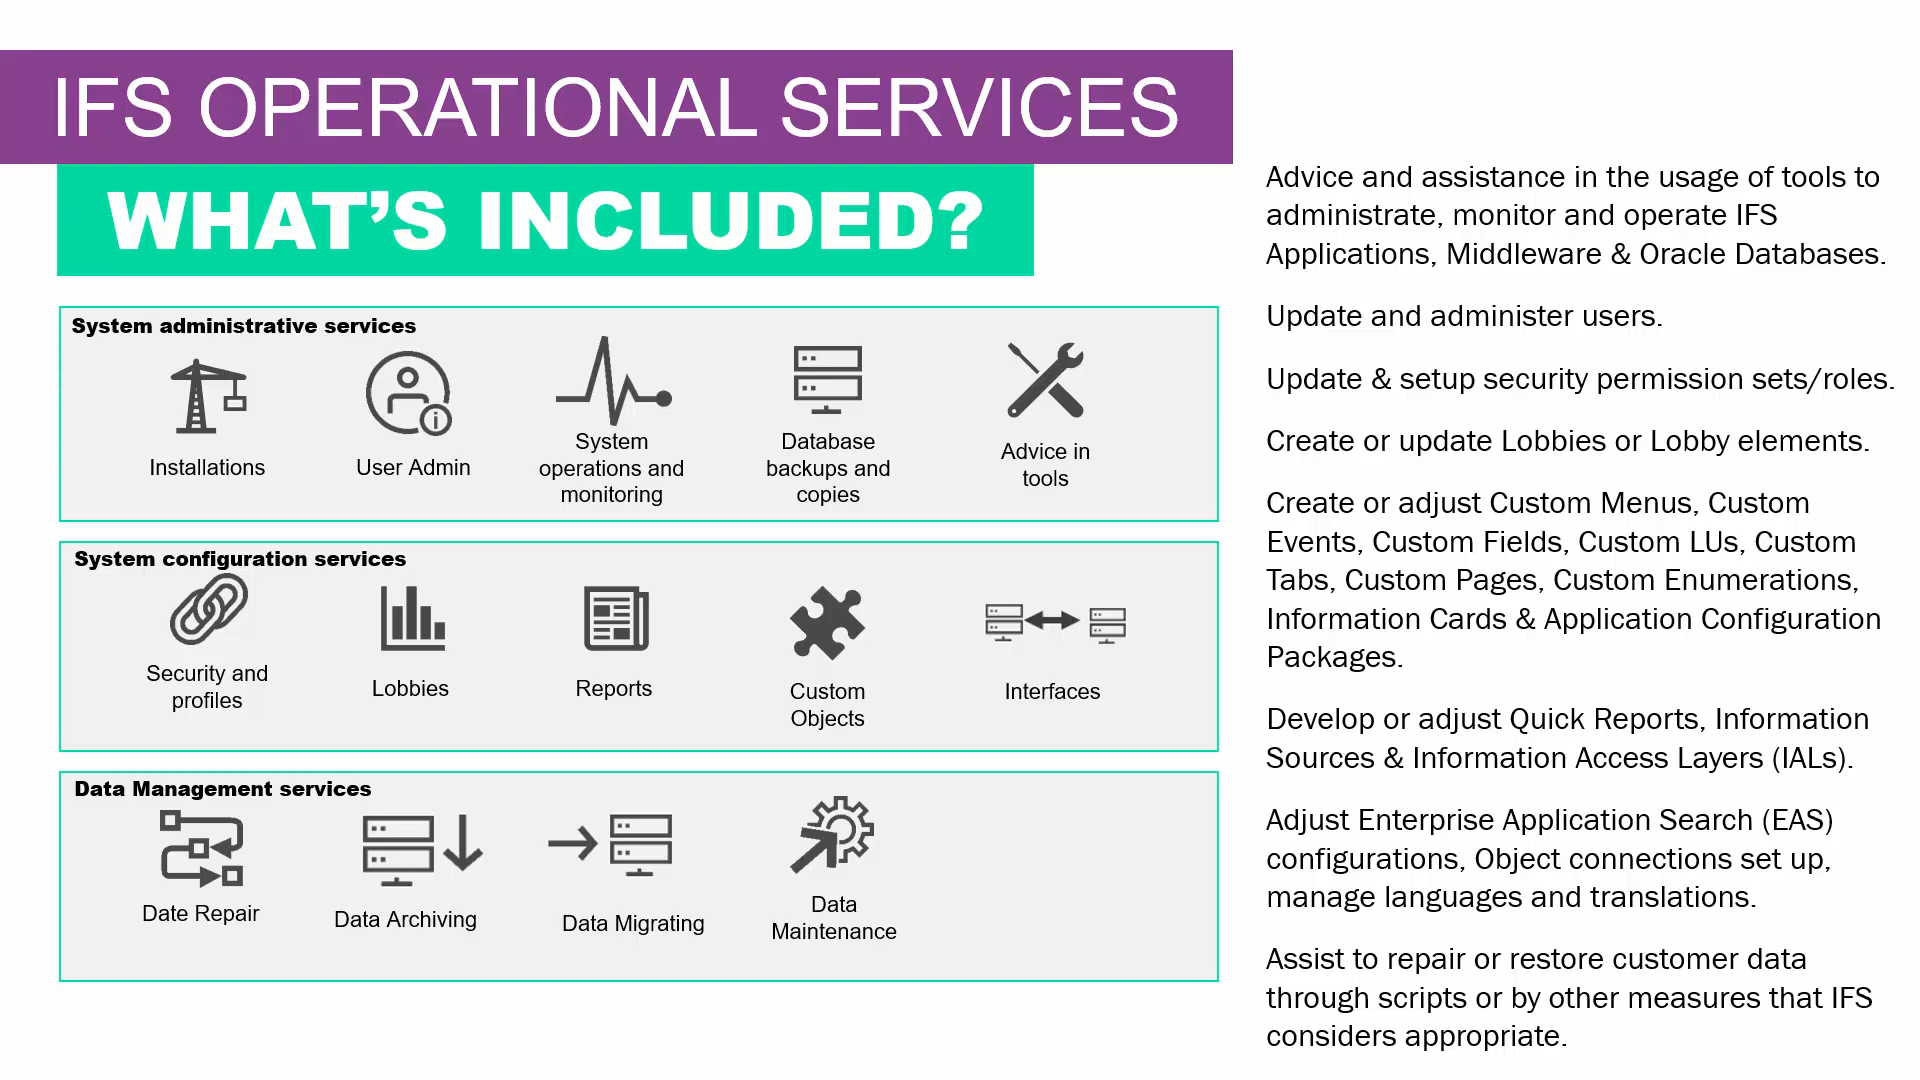 IFS OPERATIONAL SERVICES
WHAT'S INCLUDED?
System administrative services
Installations
User Admin
System
operations and
monitoring
Database
backups and
copies
Advice in
tools
System configuration services
Security and
profiles
Lobbies
Reports
Custom
Objects
Interfaces
Data Management services
Date Repair
Data Archiving
Data Migrating
Data
Maintenance
Advice and assistance in the usage of tools to
administrate, monitor and operate IFS
Applications, Middleware & Oracle Databases.
Update and administer users.
Update & setup security permission sets/roles.
Create or update Lobbies or Lobby elements.
Create or adjust Custom Menus, Custom
Events, Custom Fields, Custom LUs, Custom
Tabs, Custom Pages, Custom Enumerations,
Information Cards & Application Configuration
Packages.
Develop or adjust Quick Reports, Information
Sources & Information Access Layers (IALs).
Adjust Enterprise Application Search (EAS)
configurations, Object connections set up,
manage languages and translations.
Assist to repair or restore customer data
through scripts or by other measures that IFS
considers appropriate.